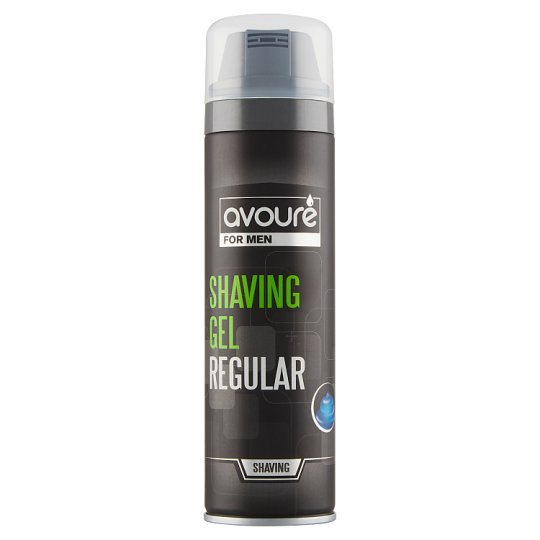 avouré
FOR MEN
SHAVING
GEL
REGULAR
SHAVING